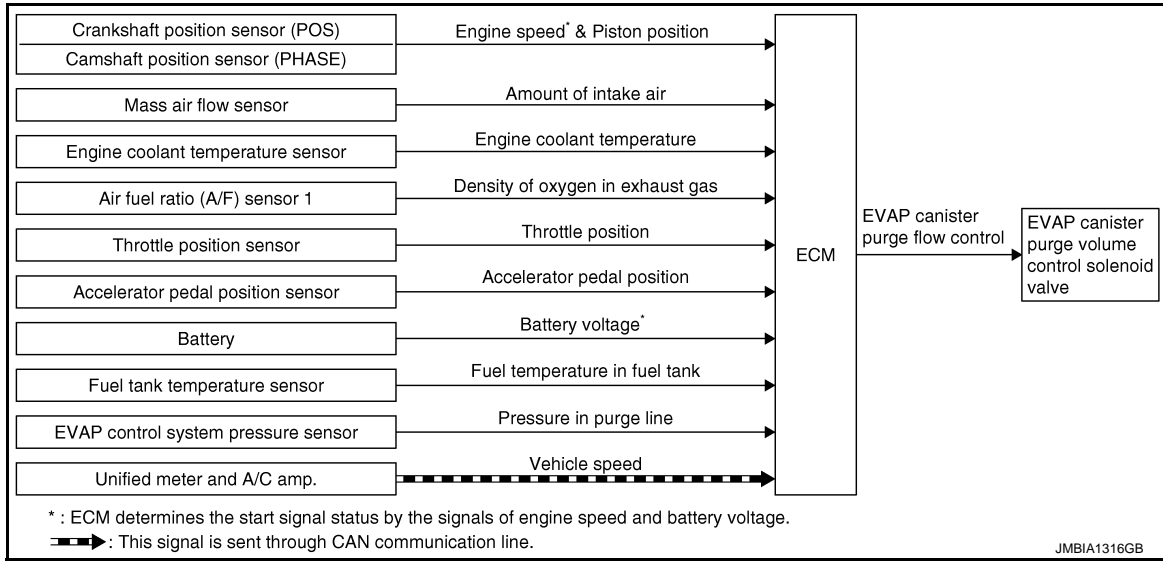 Crankshaft position sensor (POS)
Engine speed* & Piston position
Camshaft position sensor (PHASE)
Mass air flow sensor
Amount of intake air
Engine coolant temperature sensor
Engine coolant temperature
Air fuel ratio (A/F) sensor 1
Density of oxygen in exhaust gas
Throttle position sensor
Throttle position
Accelerator pedal position sensor
Accelerator pedal position
Battery
Battery voltage*
Fuel tank temperature sensor
Fuel temperature in fuel tank
EVAP control system pressure sensor
Pressure in purge line
Unified meter and A/C amp.
Vehicle speed
ECM
EVAP canister
purge flow control
EVAP canister
purge volume
control solenoid
valve
* : ECM determines the start signal status by the signals of engine speed and battery voltage.
: This signal is sent through CAN communication line.
JMBIA1316GB